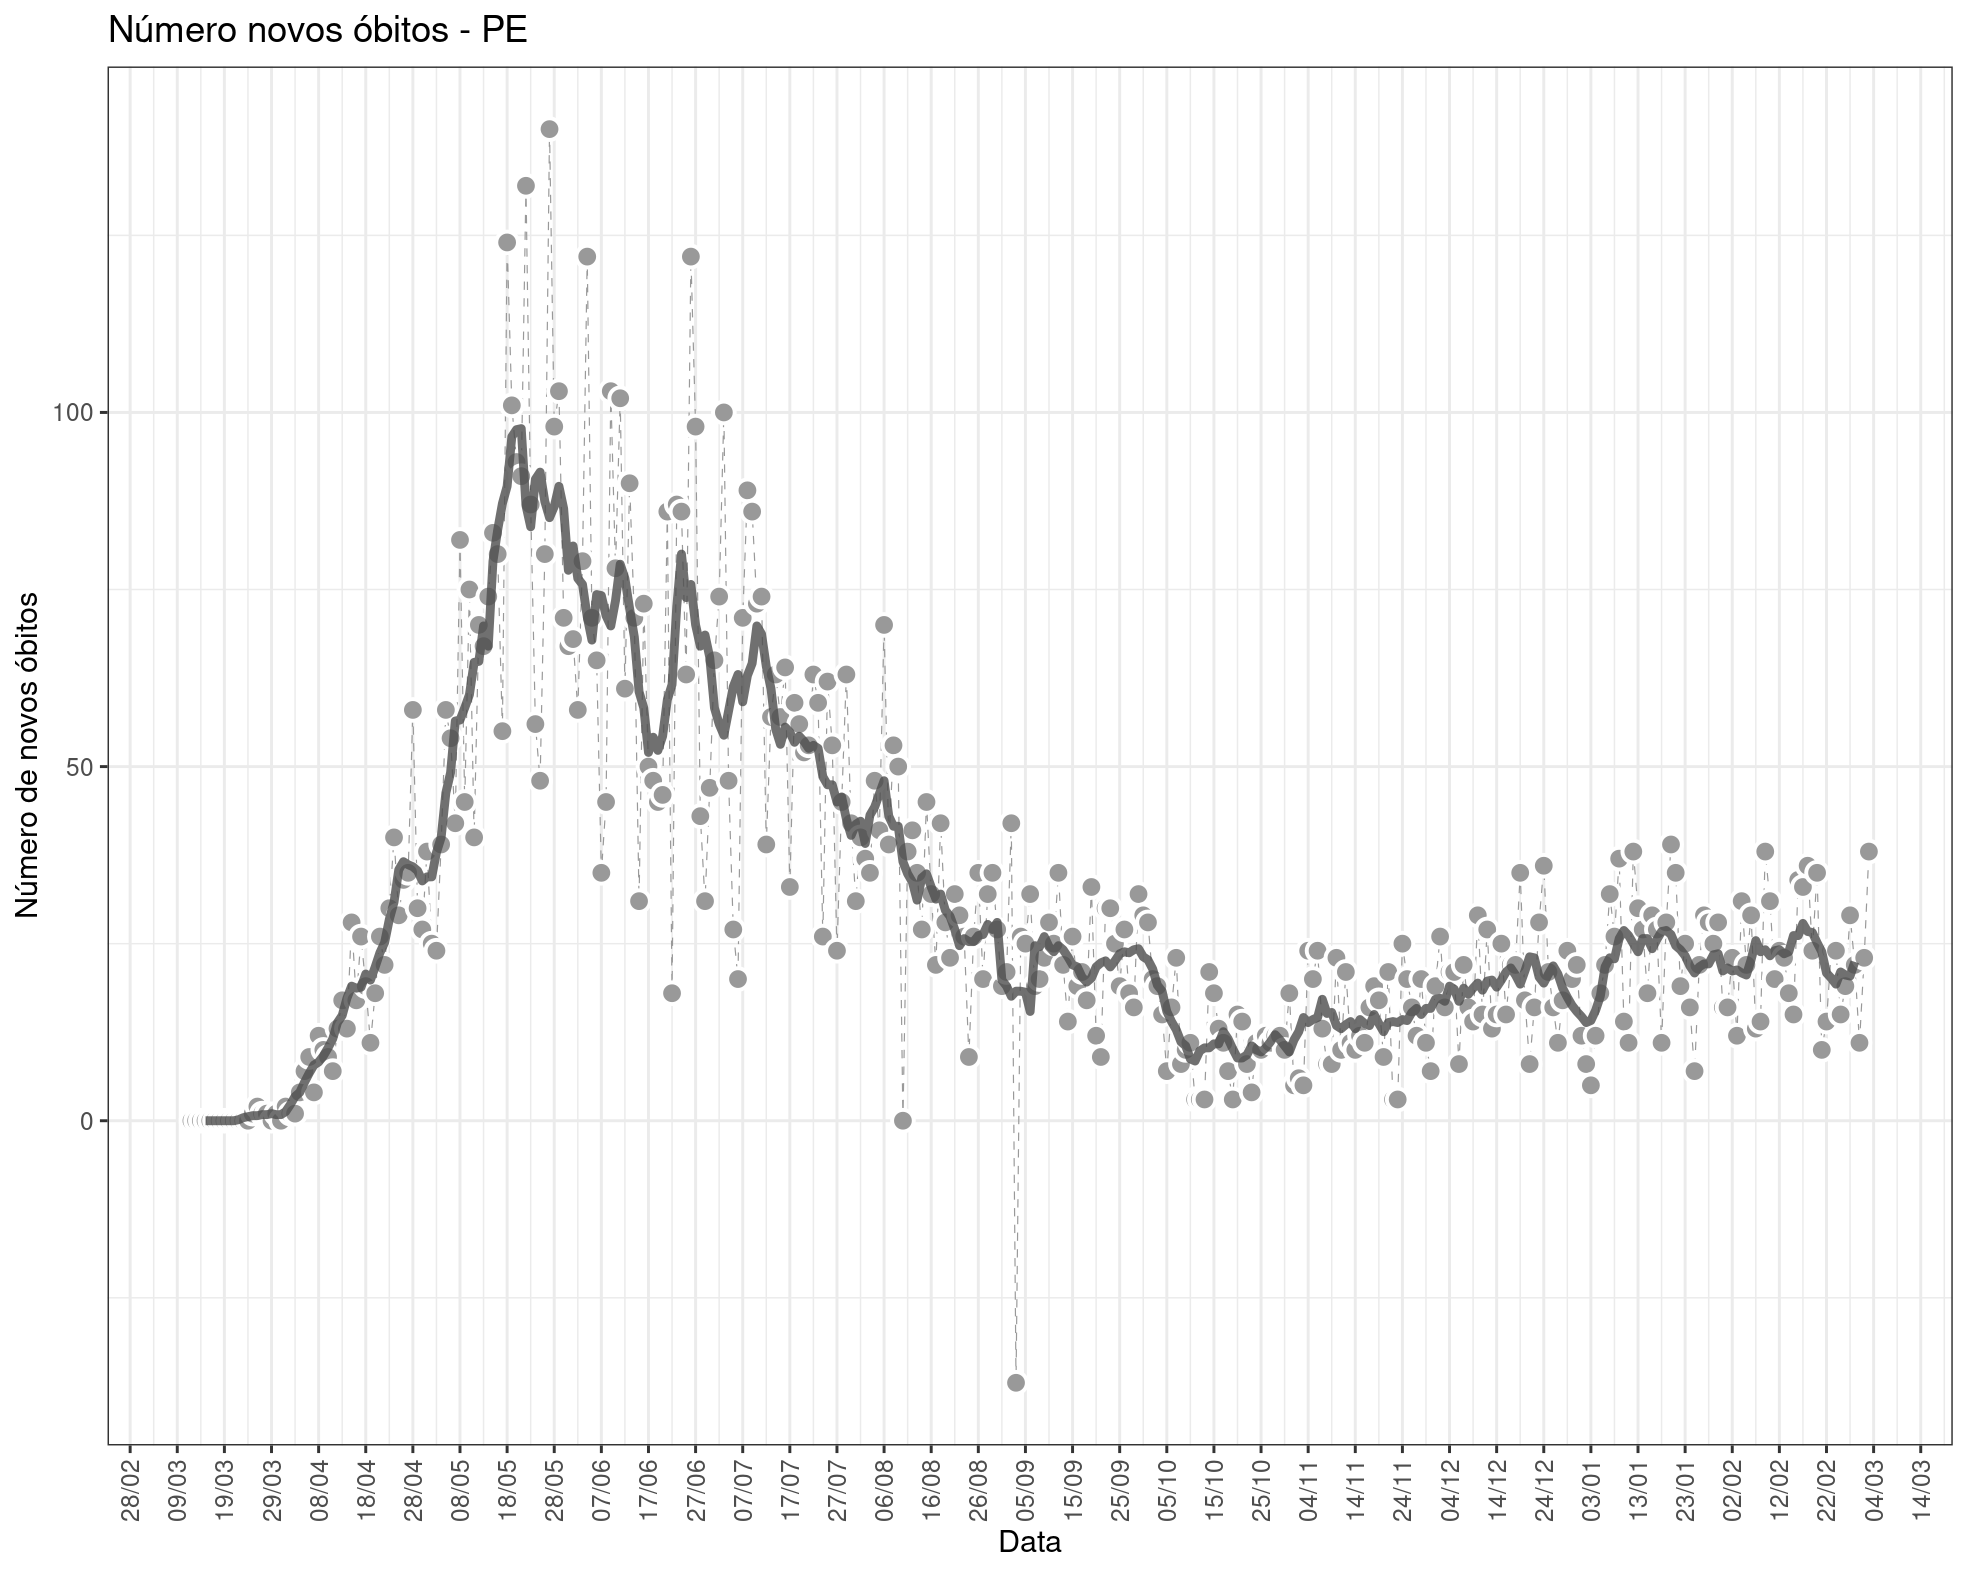 Número novos óbitos - PE
Número de novos óbitos
100
50
0
28/02 09/03 19/03 29/03 08/04 18/04 28/04 08/05 18/05 28/05 07/06 17/06 27/06 07/07 17/07 27/07 06/08 16/08 26/08 05/09 15/09 25/09 05/10 15/10 25/10 04/11 14/11 24/11 04/12 14/12 24/12 03/01 13/01 23/01 02/02 12/02 22/02 04/03 14/03
Data